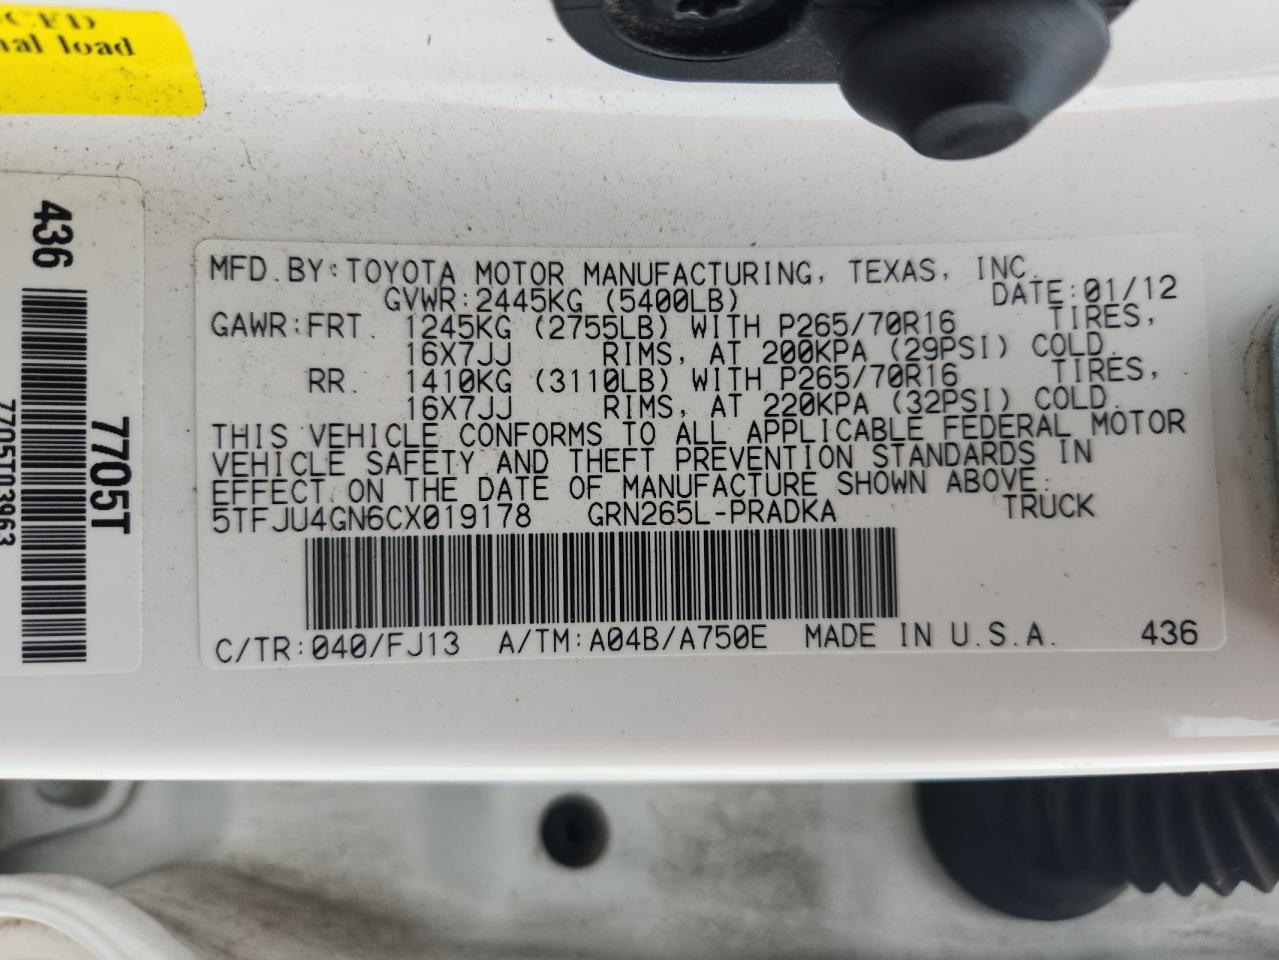 CED
nal load
436
7705T
7705T03963
MFD.BY:TOYOTA MOTOR MANUFACTURING, TEXAS, INC.
GVWR:2445KG (5400LB) DATE:01/12
GAWR:FRT. 1245KG (2755LB) WITH P265/70R16 TIRES,
16X7JJ RIMS, AT 200KPA (29PSI) COLD.
RR. 1410KG (3110LB) WITH P265/70R16 TIRES,
16X7JJ RIMS, AT 220KPA (32PSI) COLD.
THIS VEHICLE CONFORMS TO ALL APPLICABLE FEDERAL MOTOR
VEHICLE SAFETY AND THEFT PREVENTION STANDARDS IN
EFFECT ON THE DATE OF MANUFACTURE SHOWN ABOVE.
5TFJU4GN6CX019178 GRN265L-PRADKA TRUCK
C/TR:040/FJ13 A/TM:A04B/A750E MADE IN U.S.A. 436